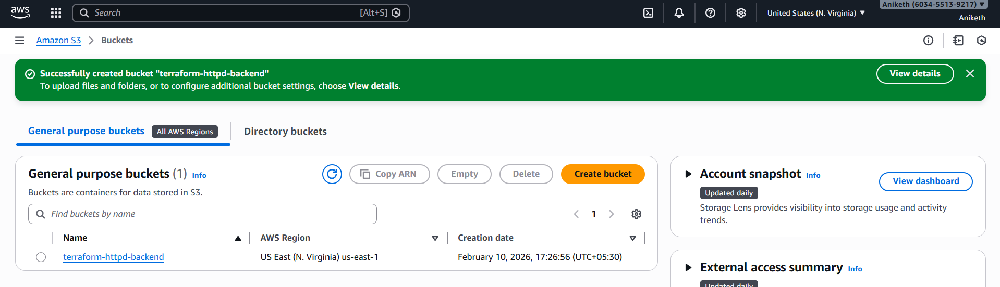 aws
Search
[Alt+S]
United States (N. Virginia)
Aniketh (6034-5513-9217)
Aniketh
Amazon S3
Buckets
Successfully created bucket "terraform-httpd-backend"
To upload files and folders, or to configure additional bucket settings, choose View details.
View details
General purpose buckets
All AWS Regions
Directory buckets
General purpose buckets (1) Info
Copy ARN
Empty
Delete
Create bucket
Buckets are containers for data stored in S3.
Find buckets by name
1
Name
AWS Region
Creation date
terraform-httpd-backend
US East (N. Virginia) us-east-1
February 10, 2026, 17:26:56 (UTC+05:30)
Account snapshot Info
View dashboard
Updated daily
Storage Lens provides visibility into storage usage and activity
trends.
External access summary Info
Updated daily